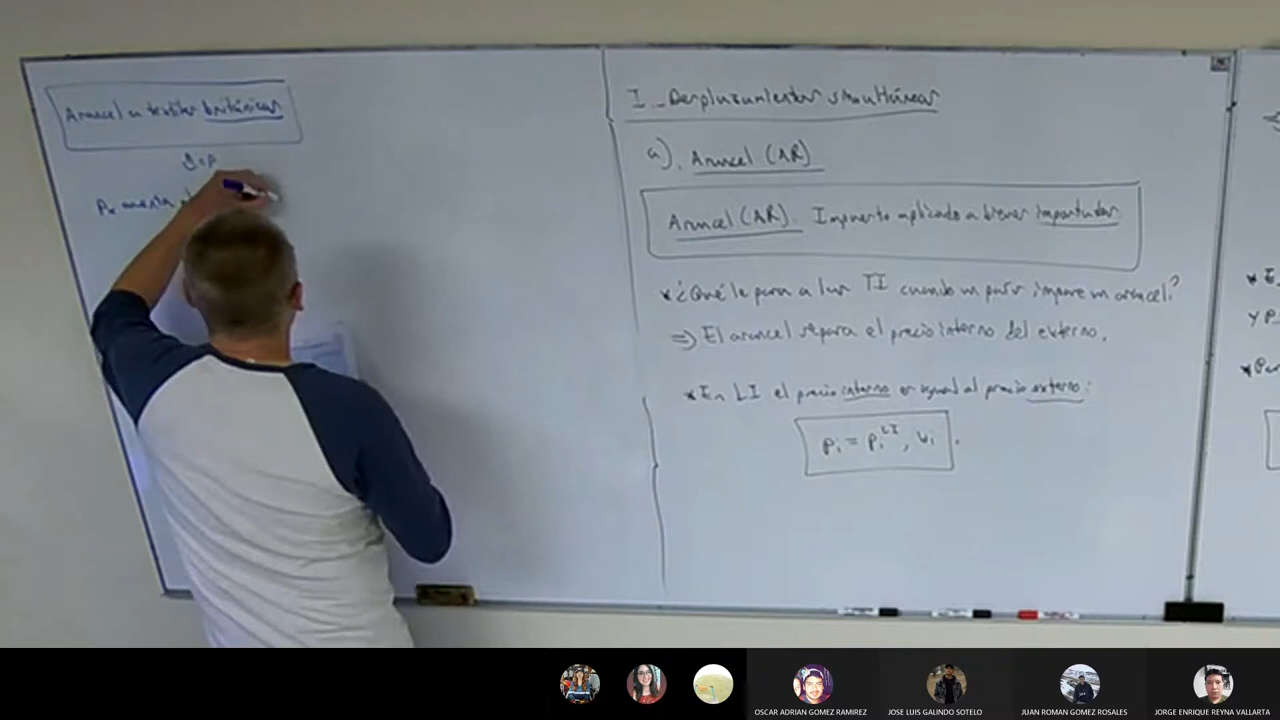 Arancel a textiles británicos
Px aumenta
I. Desplazamientos simultáneos
a). Arancel (AR)
Arancel (AR). Impuesto aplicado a bienes importados
* ¿Qué le pasa a los TI cuando un país impone un arancel?
⇒) El arancel separa el precio interno del externo.
* En LI el precio interno es igual al precio externo:
Pi = Pi^LI, ∀i.
* E
y P
* Par
OSCAR ADRIAN GOMEZ RAMIREZ
JOSE LUIS GALINDO SOTELO
JUAN ROMAN GOMEZ ROSALES
JORGE ENRIQUE REYNA VALLARTA